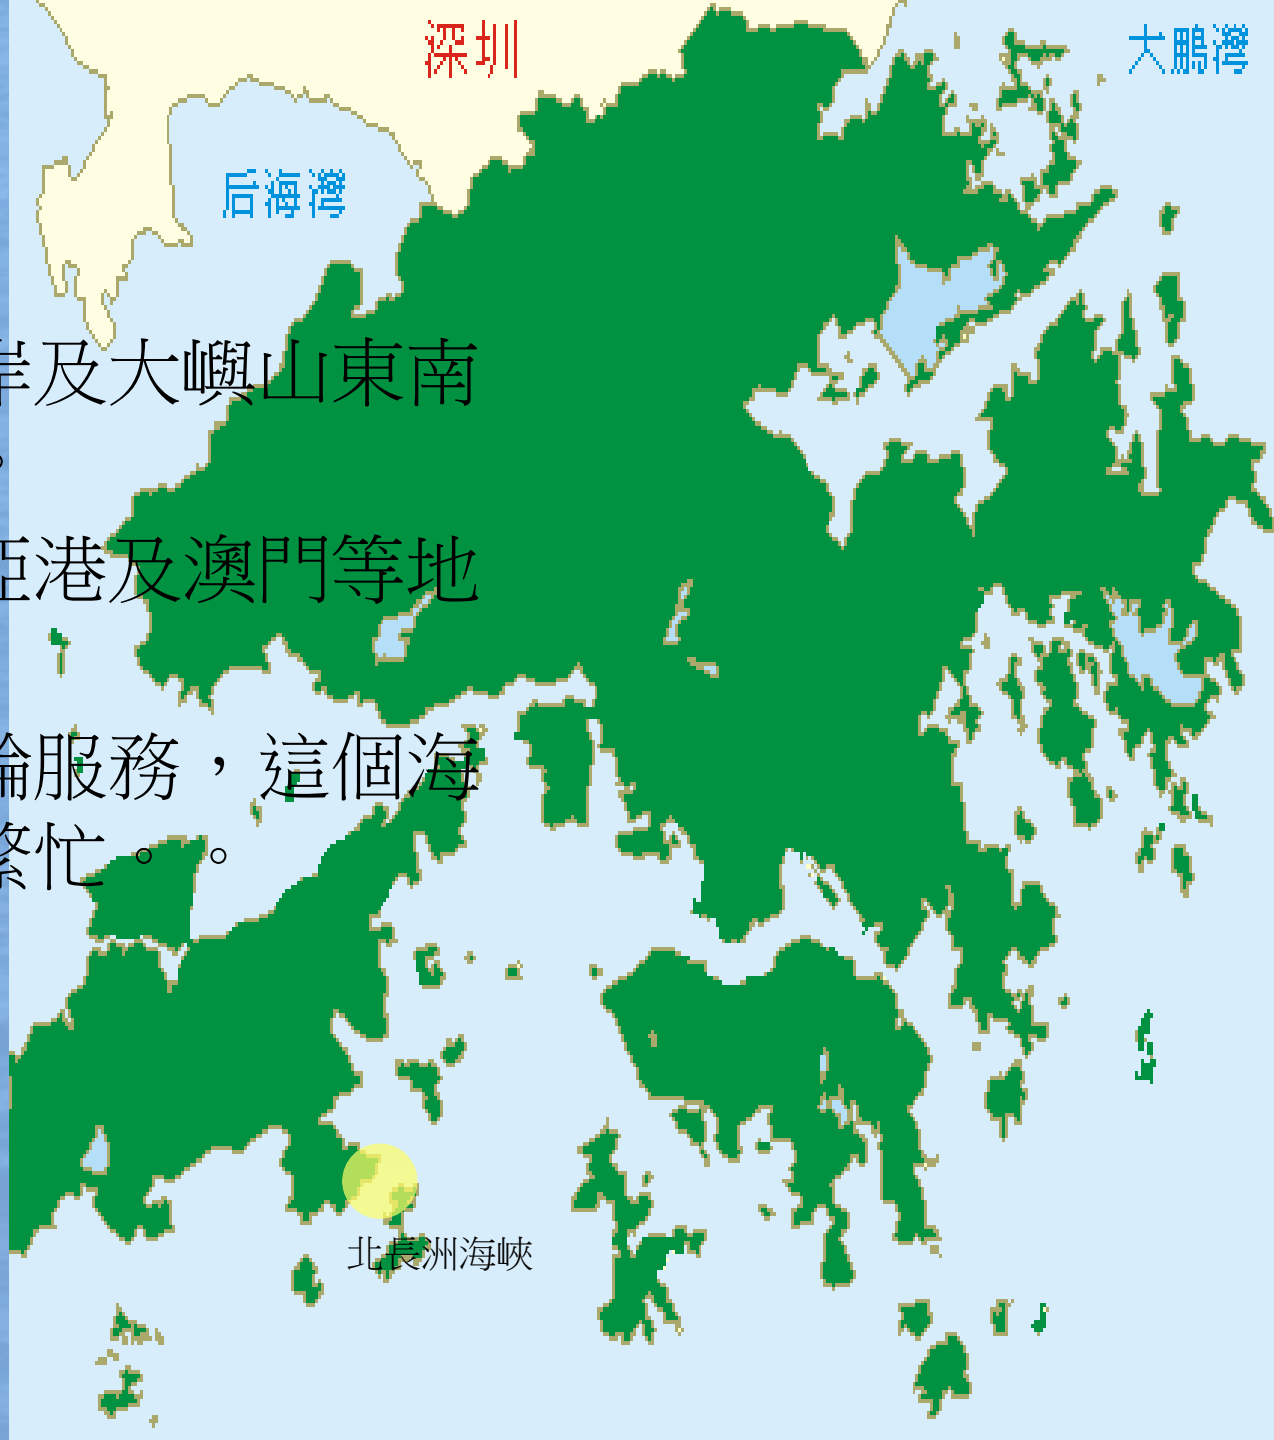 深圳
大鵬灣
后海灣
岸及大嶼山東南
。
亞港及澳門等地
輪服務，這個海
繁忙。。
北長洲海峽